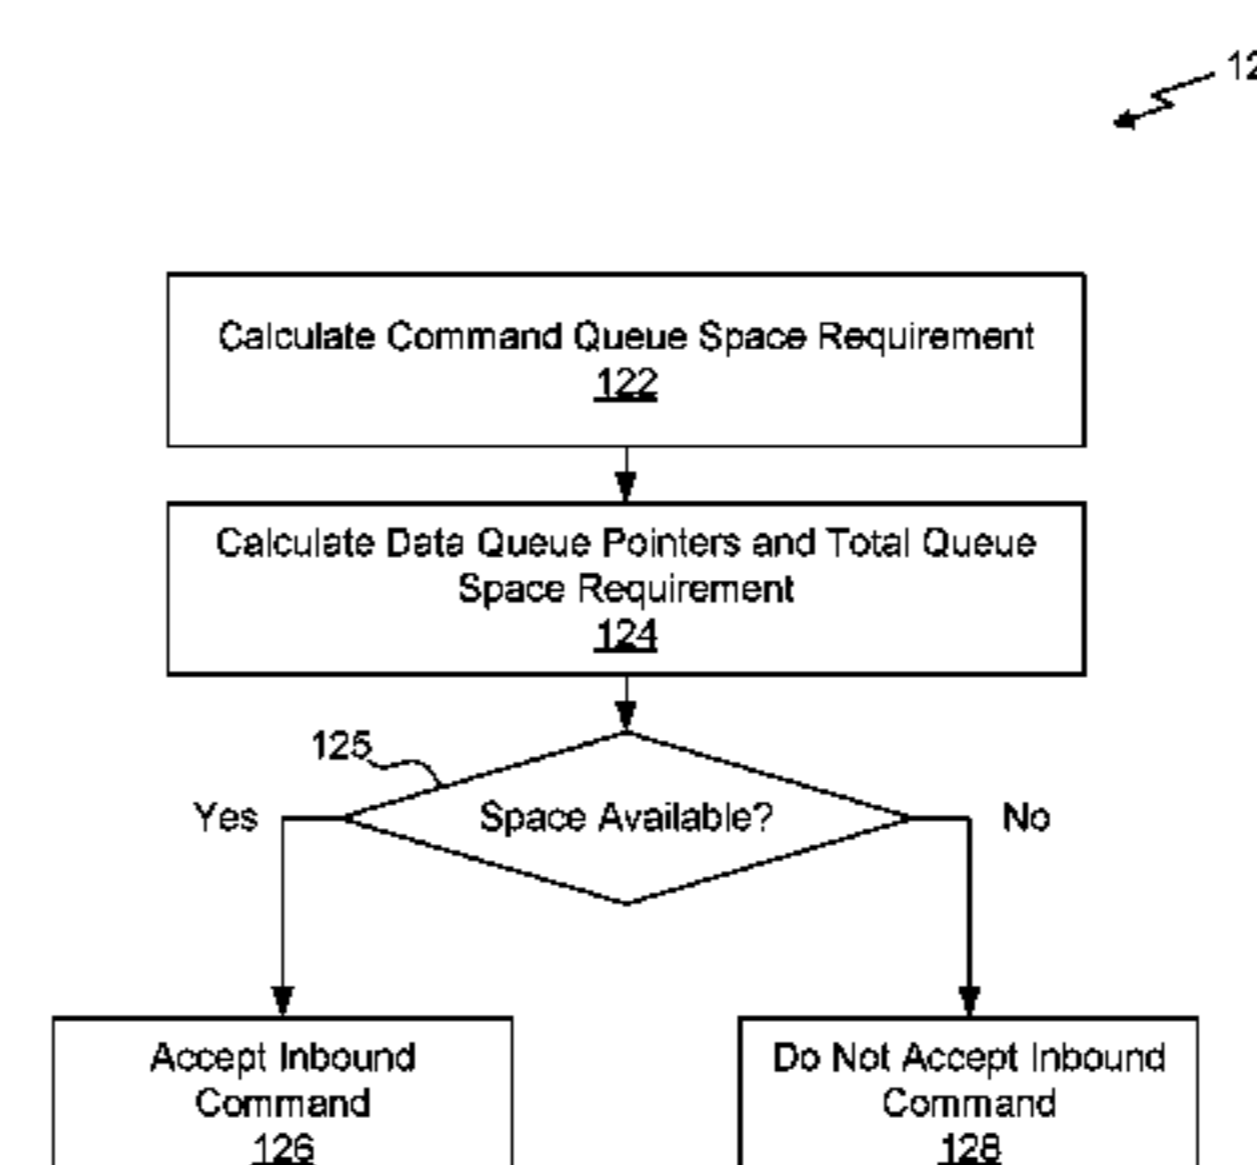 Calculate Command Queue Space Requirement
122
Calculate Data Queue Pointers and Total Queue
Space Requirement
124
125
Yes
Space Available?
No
Accept Inbound
Command
126
Do Not Accept Inbound
Command
128